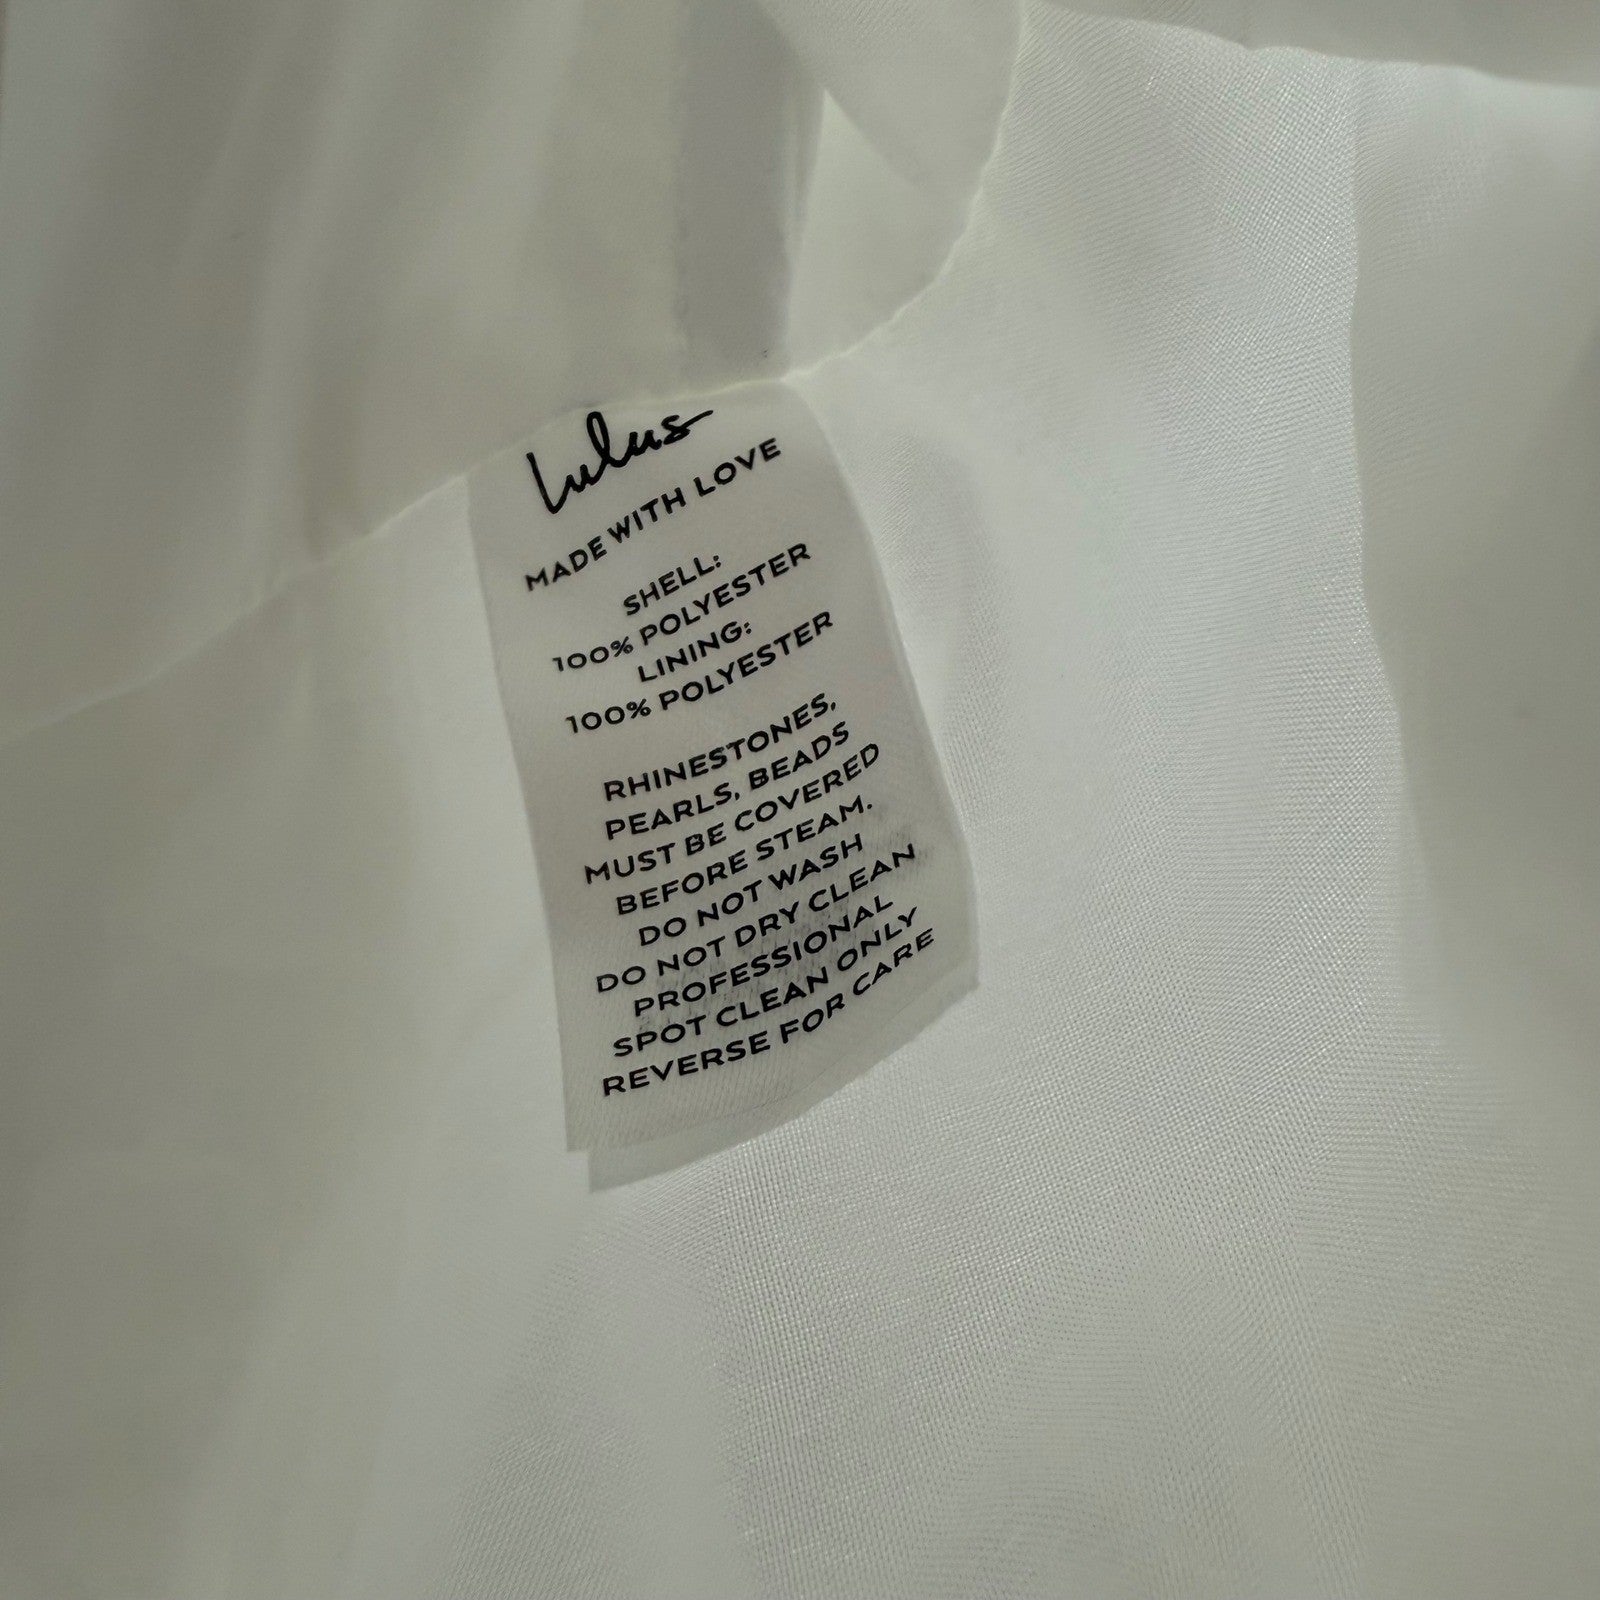 Lulus
MADE WITH LOVE
SHELL:
100% POLYESTER
LINING:
100% POLYESTER
RHINESTONES,
PEARLS, BEADS
MUST BE COVERED
BEFORE STEAM.
DO NOT WASH
DO NOT DRY CLEAN
PROFESSIONAL
SPOT CLEAN ONLY
REVERSE FOR CARE